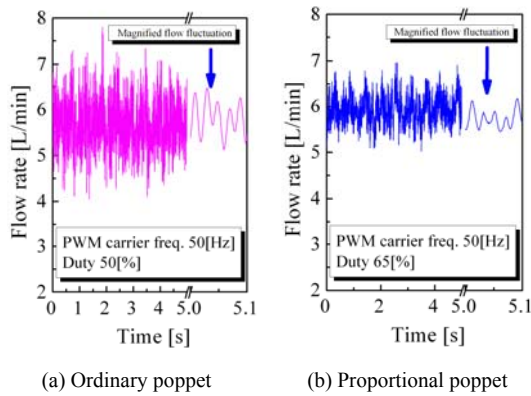 Magnified flow fluctuation
Flow rate [L/min]
8
7
6
5
4
3
2
PWM carrier freq. 50[Hz]
Duty 50[%]
0 1 2 3 4 5.0 5.1
Time [s]
(a) Ordinary poppet
Magnified flow fluctuation
Flow rate [L/min]
8
7
6
5
4
3
2
PWM carrier freq. 50[Hz]
Duty 65[%]
0 1 2 3 4 5.0 5.1
Time [s]
(b) Proportional poppet